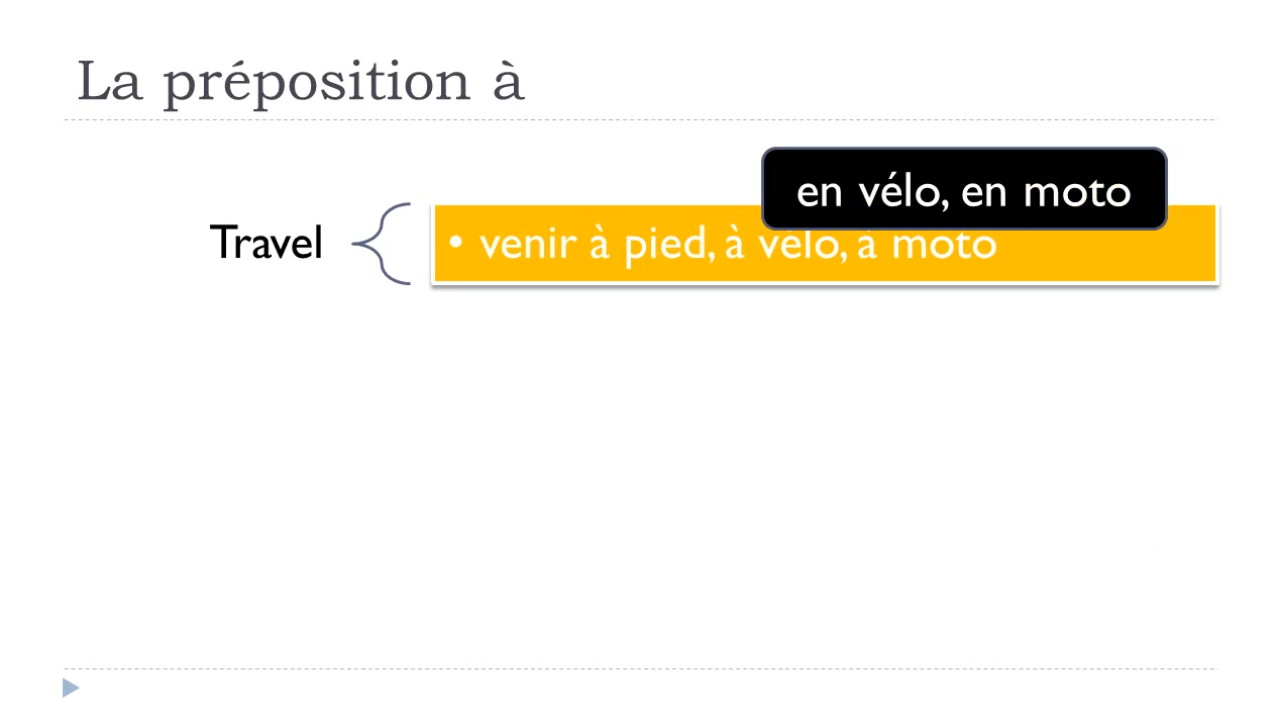 La préposition à
en vélo, en moto
Travel
• venir à pied, à vélo, à moto